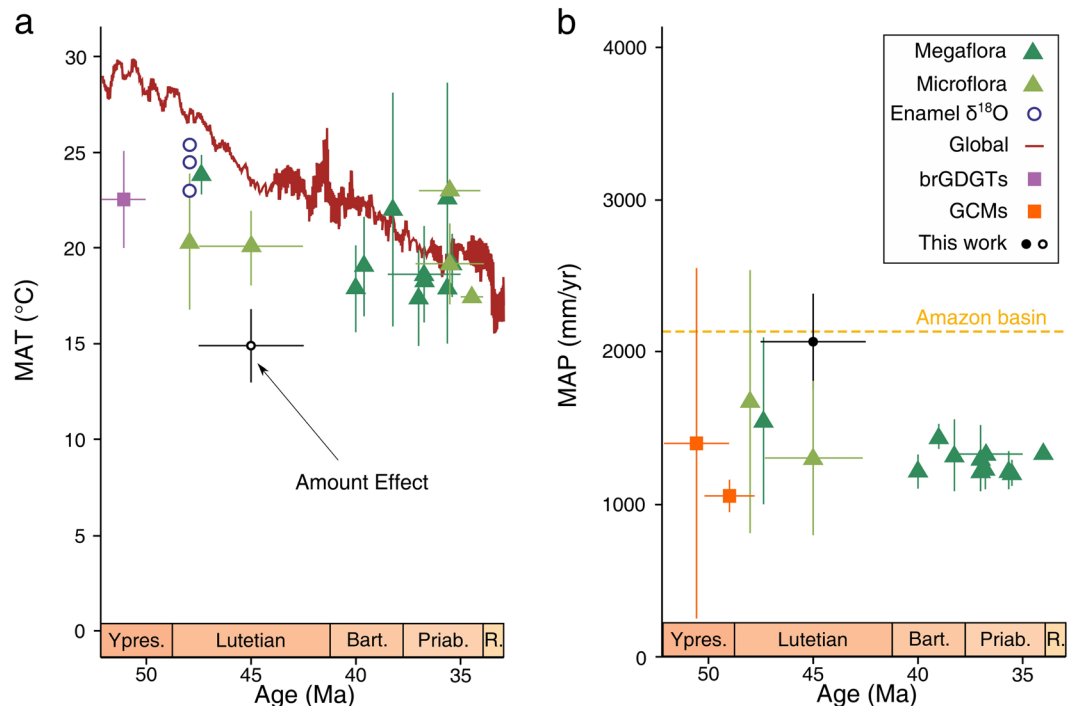 a
MAT (°C)
30
25
20
15
10
5
0
Amount Effect
Ypres.
Lutetian
Bart.
Priab.
R.
50
45
40
35
Age (Ma)
b
MAP (mm/yr)
4000
3000
2000
1000
0
Megaflora
Microflora
Enamel δ¹⁸O
Global
brGDGTs
GCMs
This work
Amazon basin
Ypres.
Lutetian
Bart.
Priab.
R.
50
45
40
35
Age (Ma)